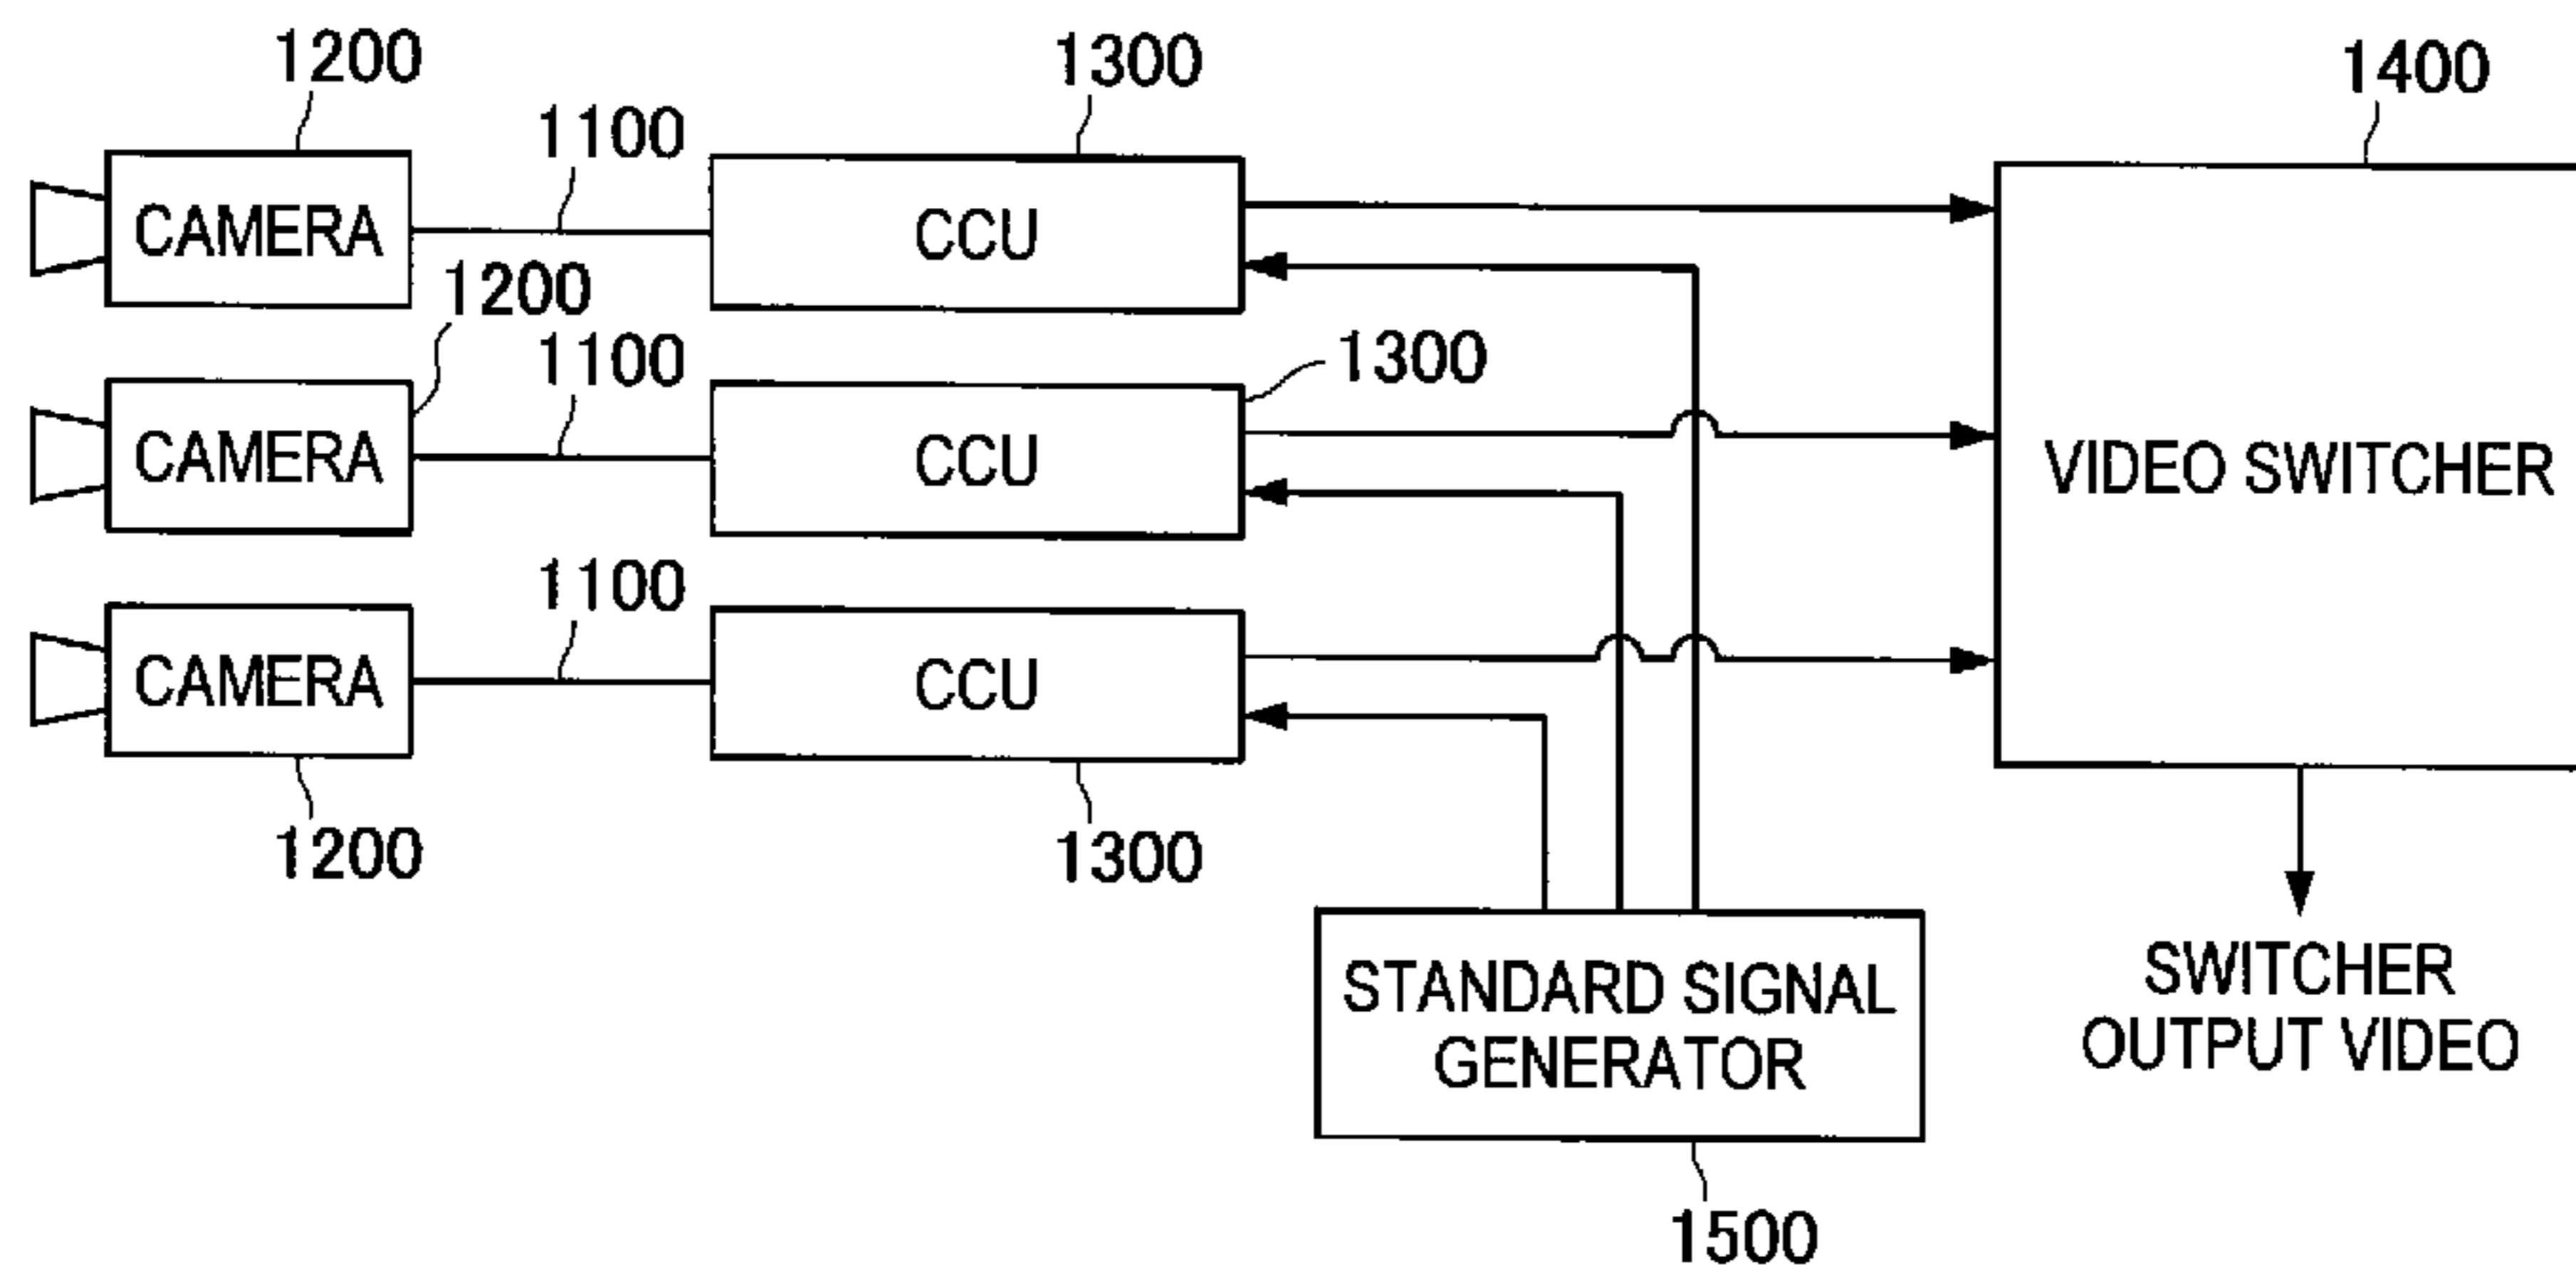 1200
1300
1400
1100
CAMERA
CCU
1200
1100
1300
CAMERA
CCU
VIDEO SWITCHER
1100
CAMERA
CCU
1200
1300
STANDARD SIGNAL
GENERATOR
SWITCHER
OUTPUT VIDEO
1500